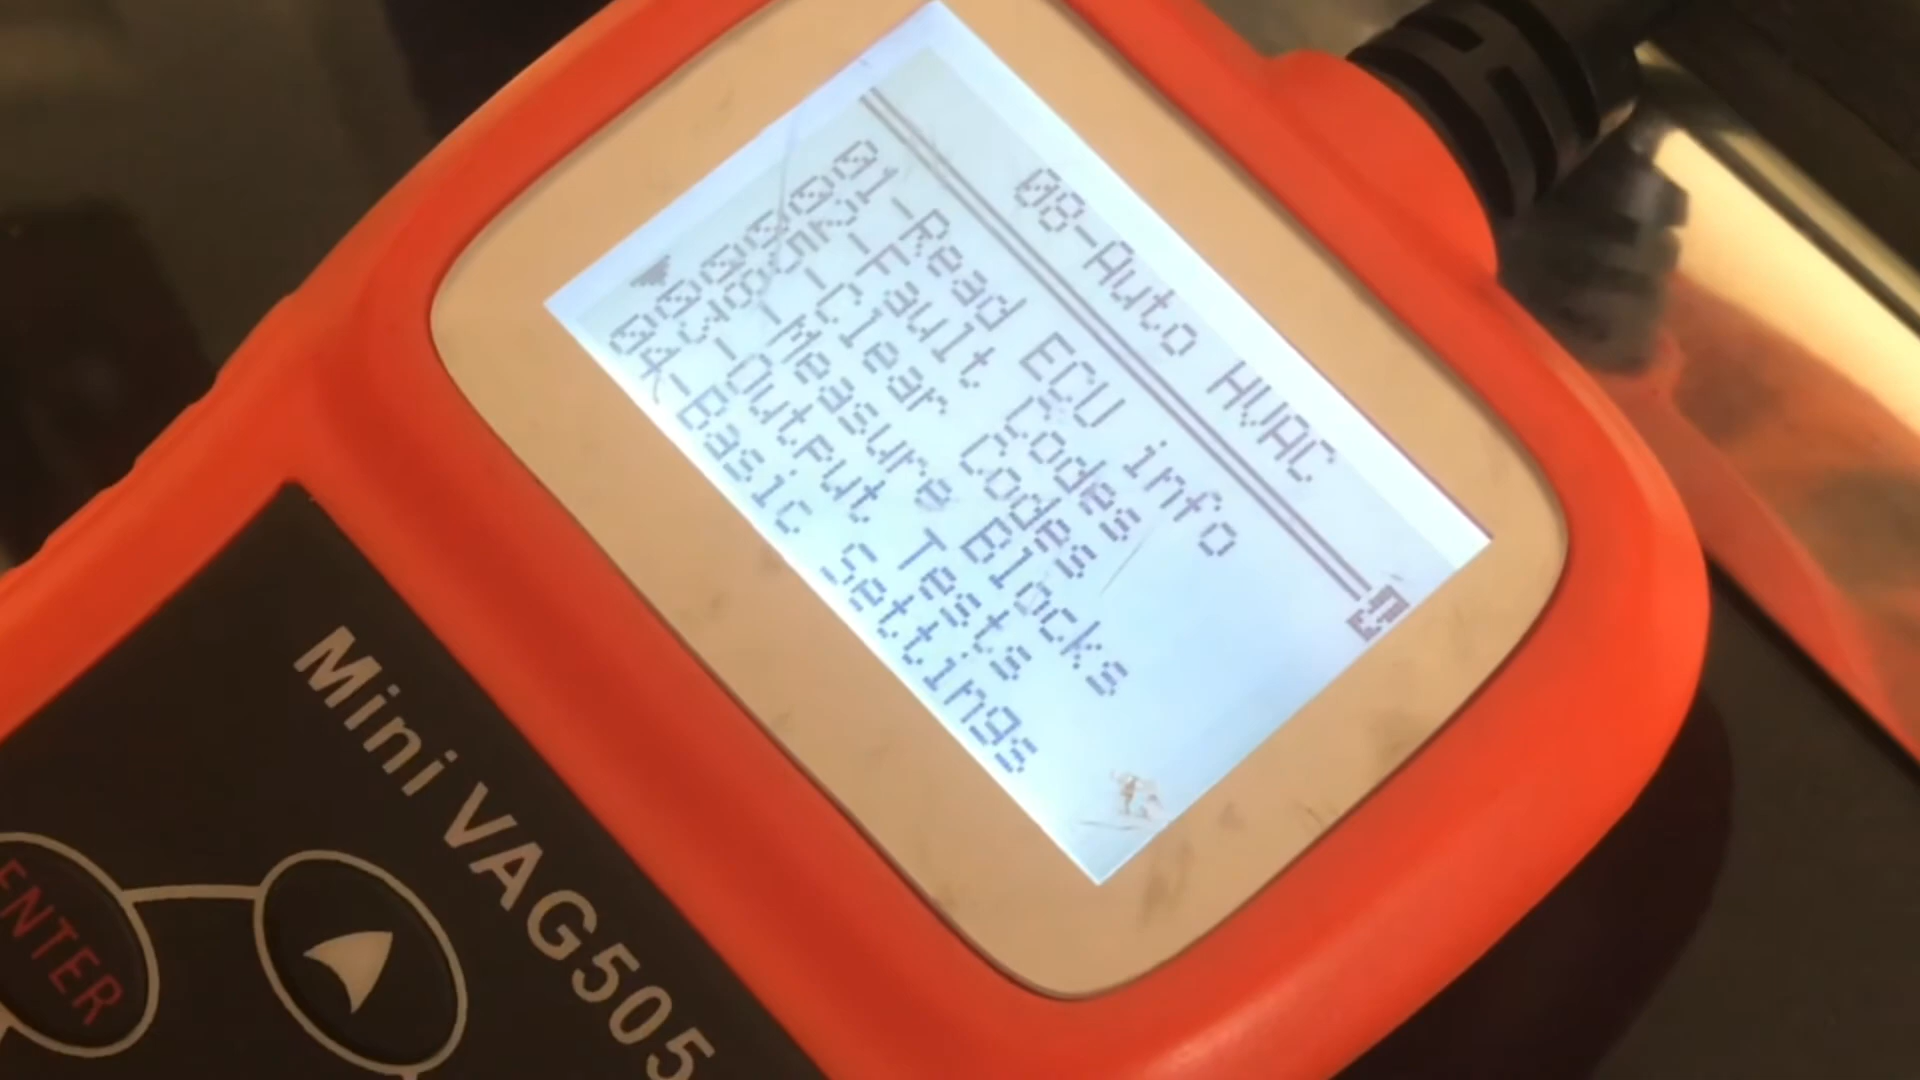 08-Auto HVAC
01-Read ECU info
02-Fault Codes
05-Clear Codes
08-Measure Blocks
03-Output Tests
04-Basic Settings
Mini VAG505
ENTER